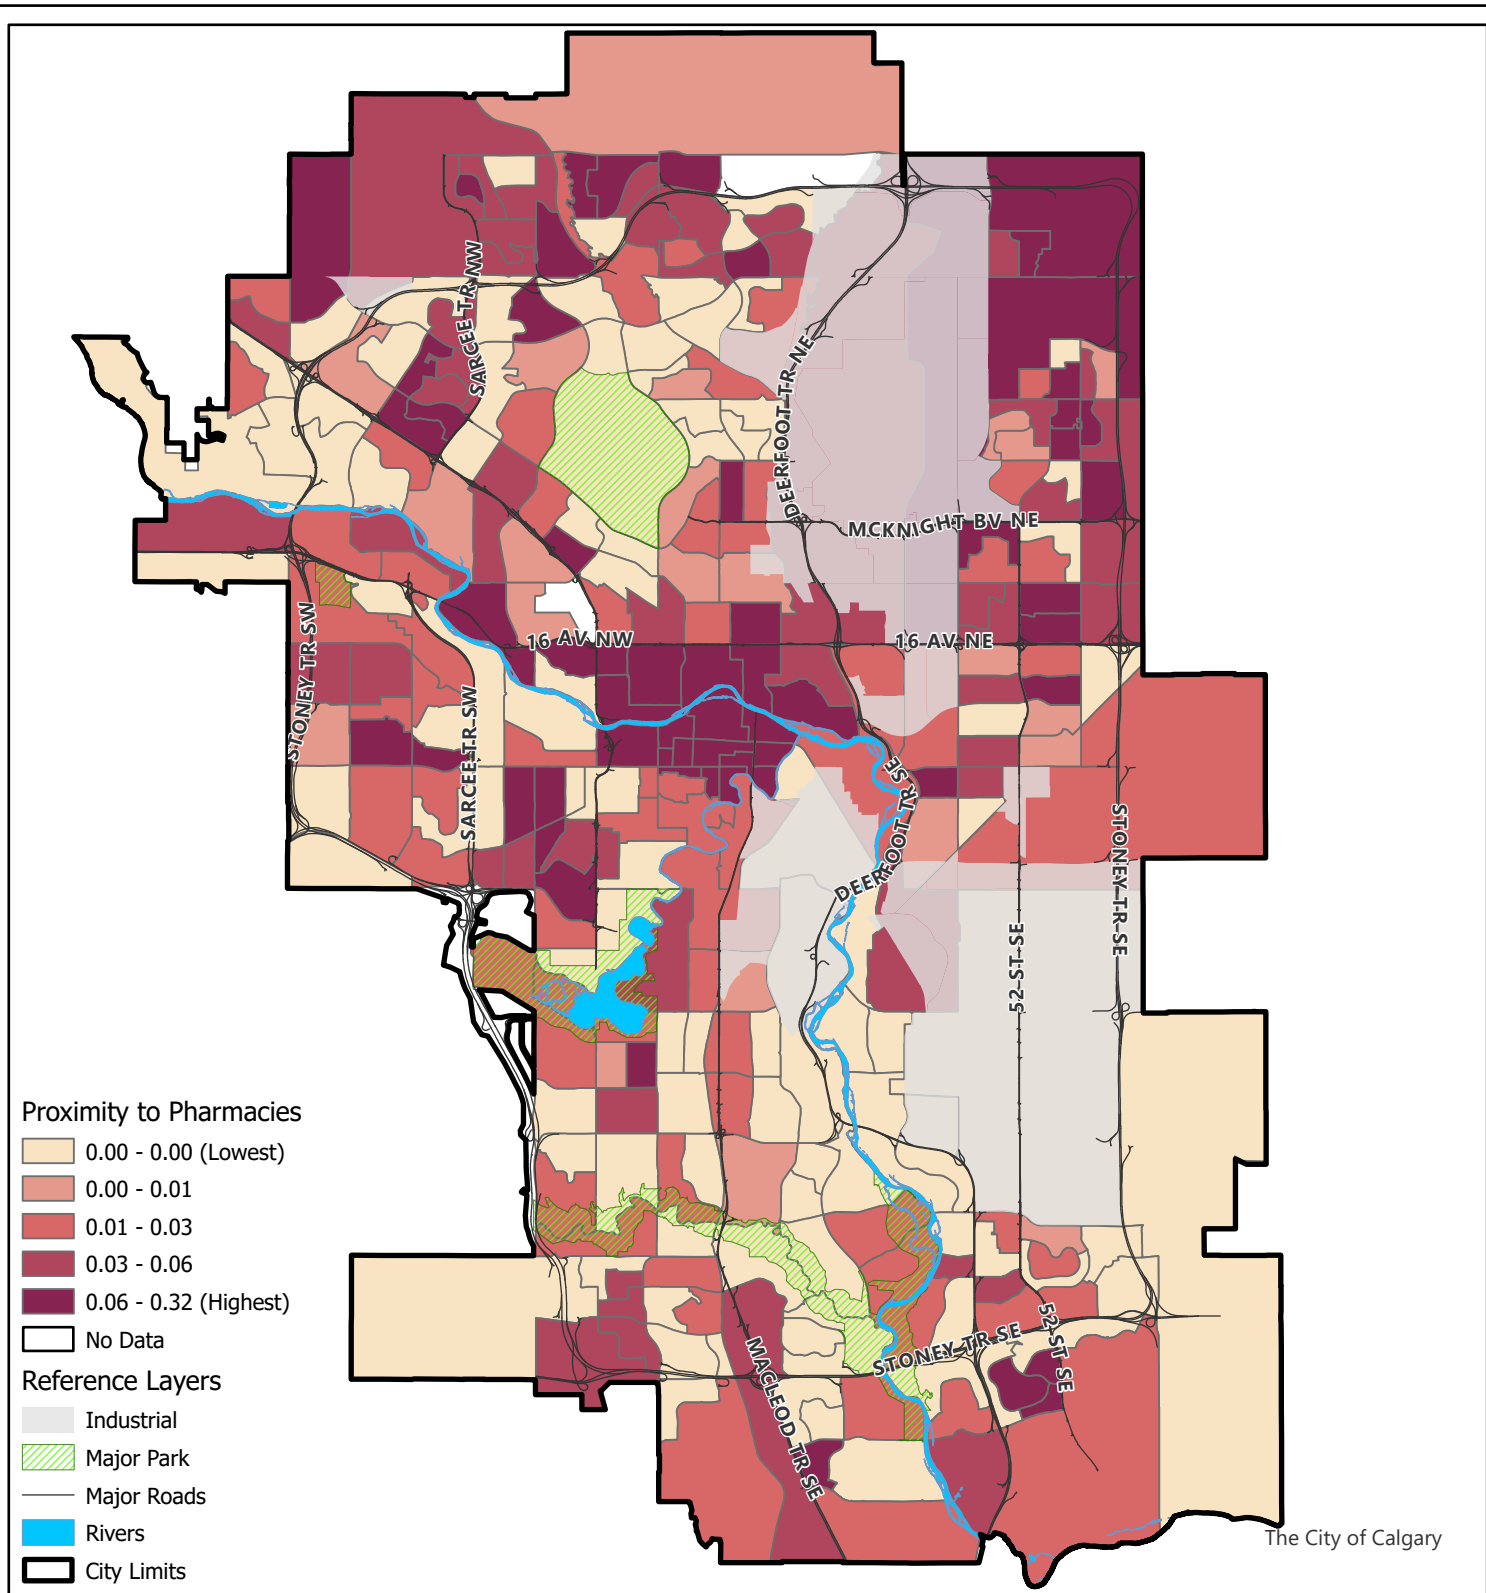 SARCEE TR NW
DEERFOOT TR NE
MCKNIGHT BV NE
16 AV NW
16 AV NE
STONEY TR SW
SARCEE TR SW
DEERFOOT TR SE
STONEY TR SE
52 ST SE
STONEY TR SE
52 ST SE
MACLEOD TR SE
Proximity to Pharmacies
0.00 - 0.00 (Lowest)
0.00 - 0.01
0.01 - 0.03
0.03 - 0.06
0.06 - 0.32 (Highest)
No Data
Reference Layers
Industrial
Major Park
Major Roads
Rivers
City Limits
The City of Calgary